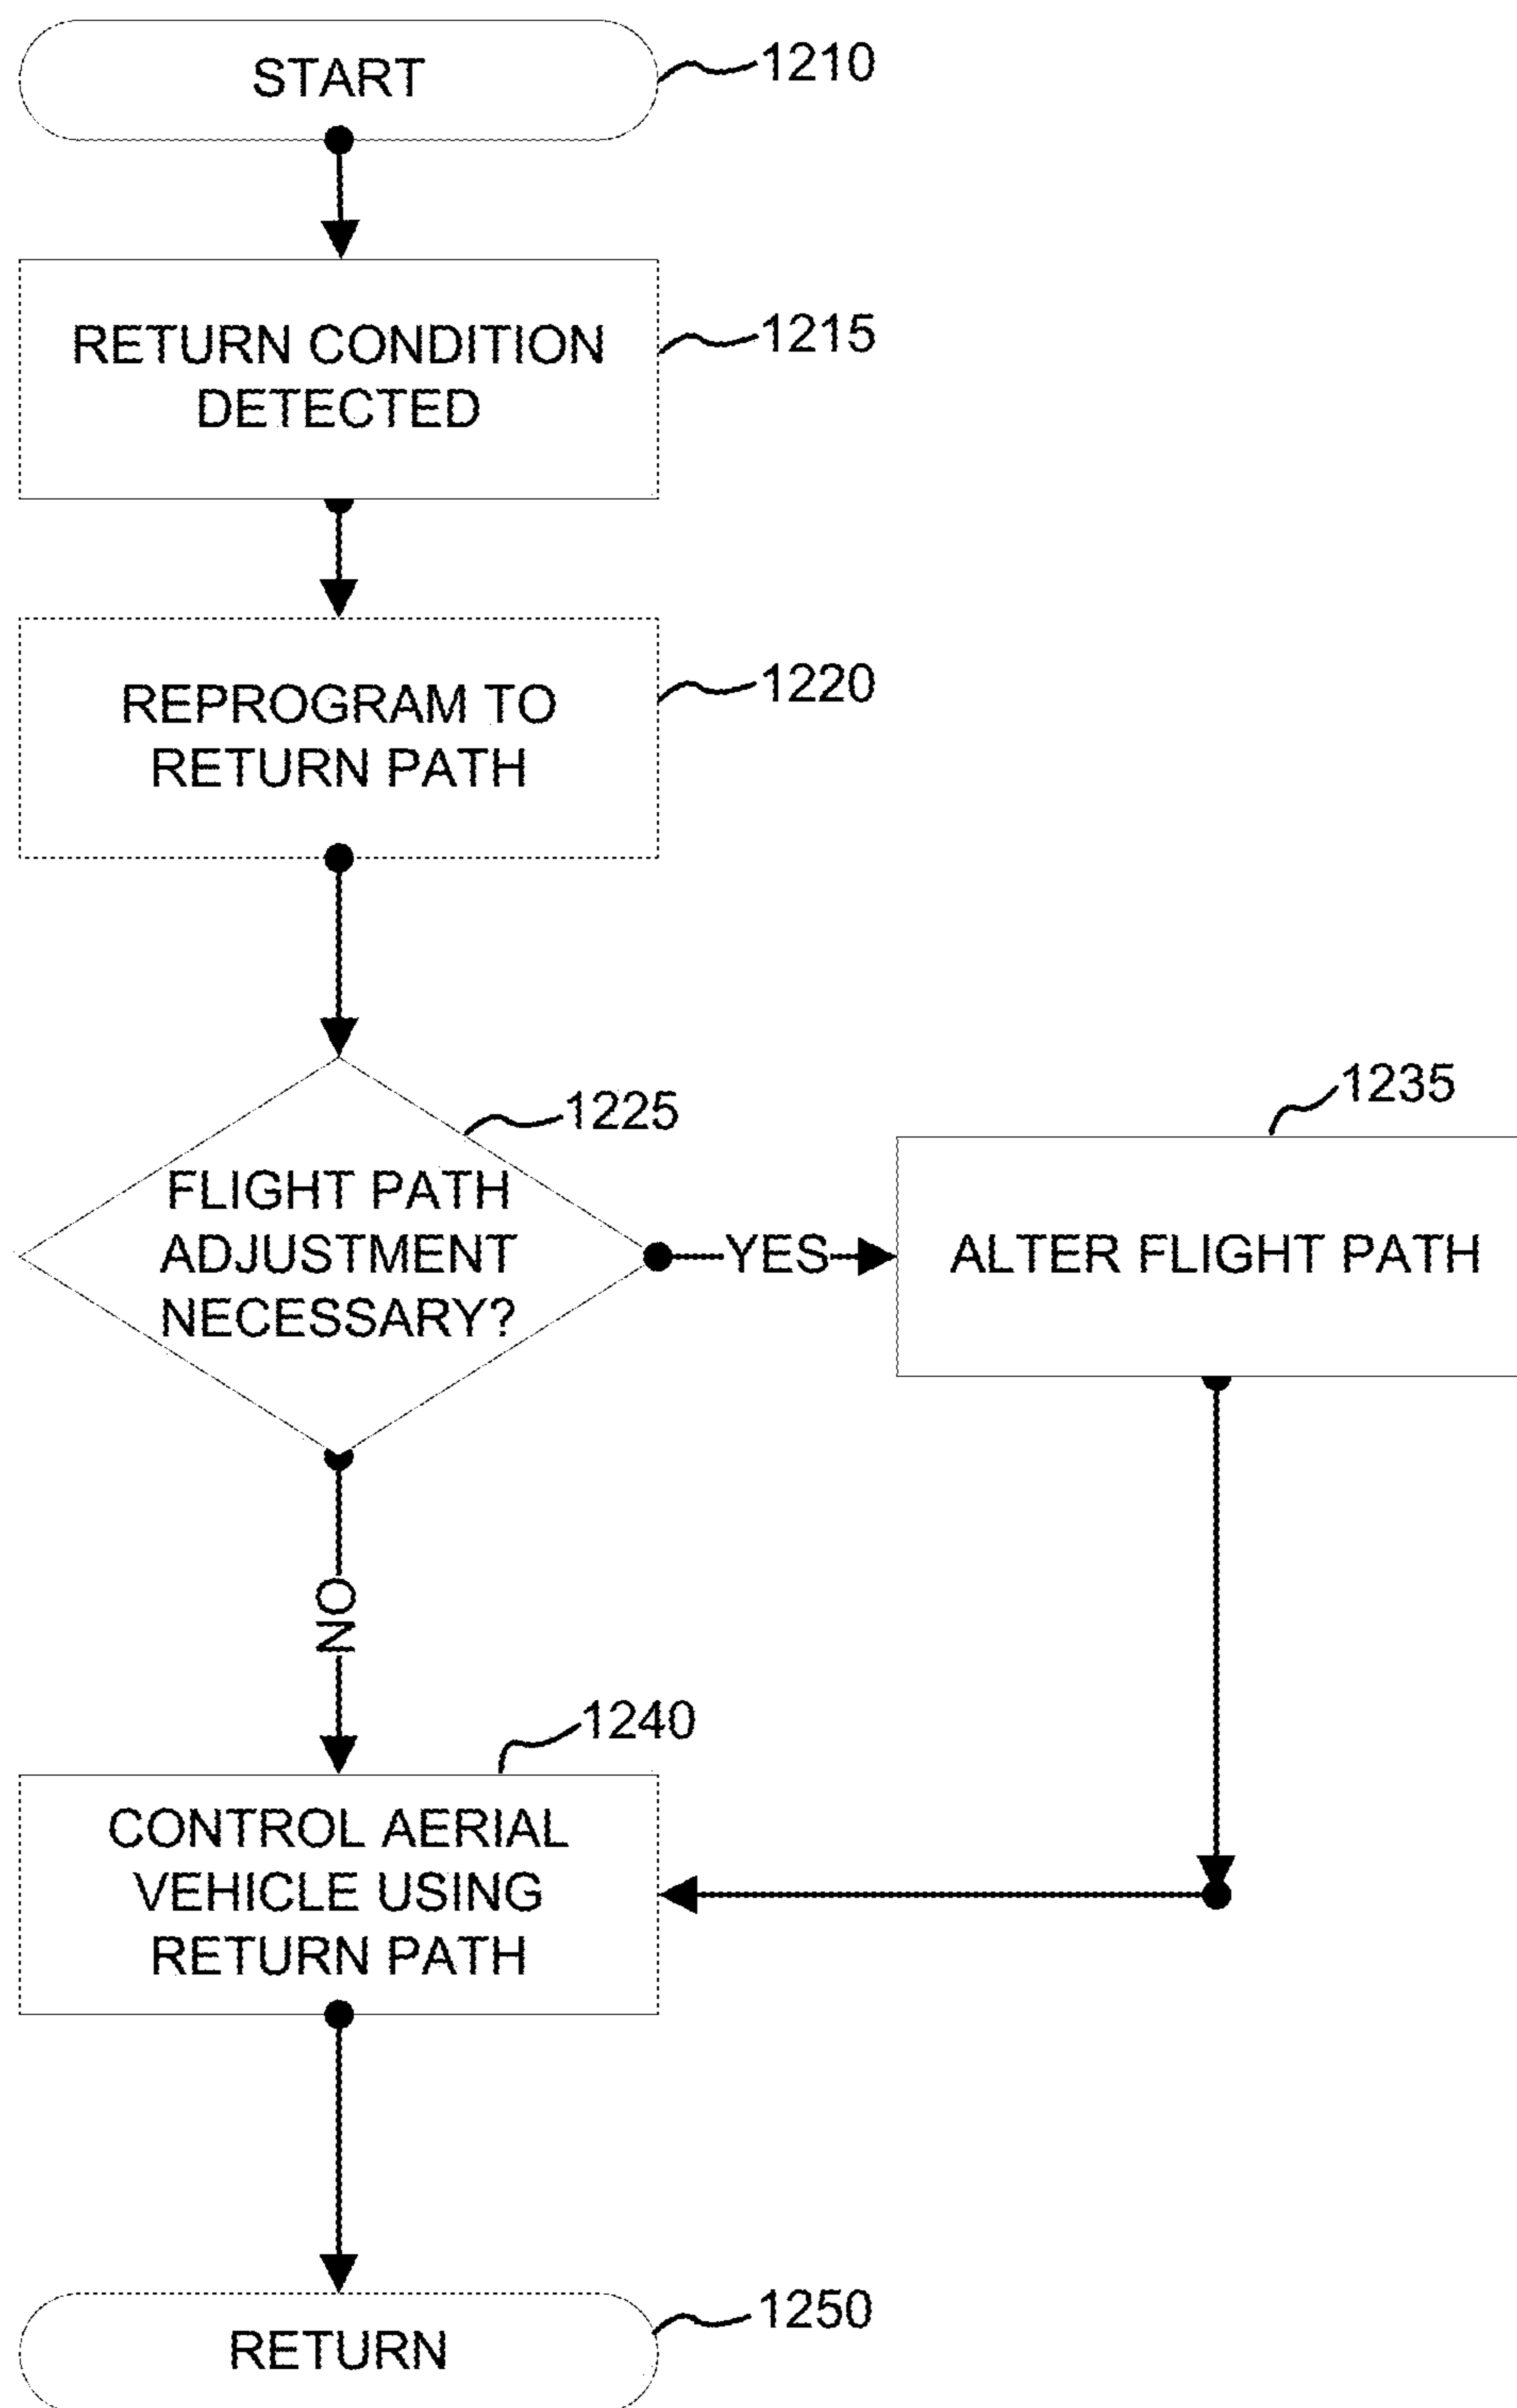 START
1210
RETURN CONDITION
DETECTED
1215
REPROGRAM TO
RETURN PATH
1220
1225
FLIGHT PATH
ADJUSTMENT
NECESSARY?
YES
1235
ALTER FLIGHT PATH
NO
1240
CONTROL AERIAL
VEHICLE USING
RETURN PATH
RETURN
1250